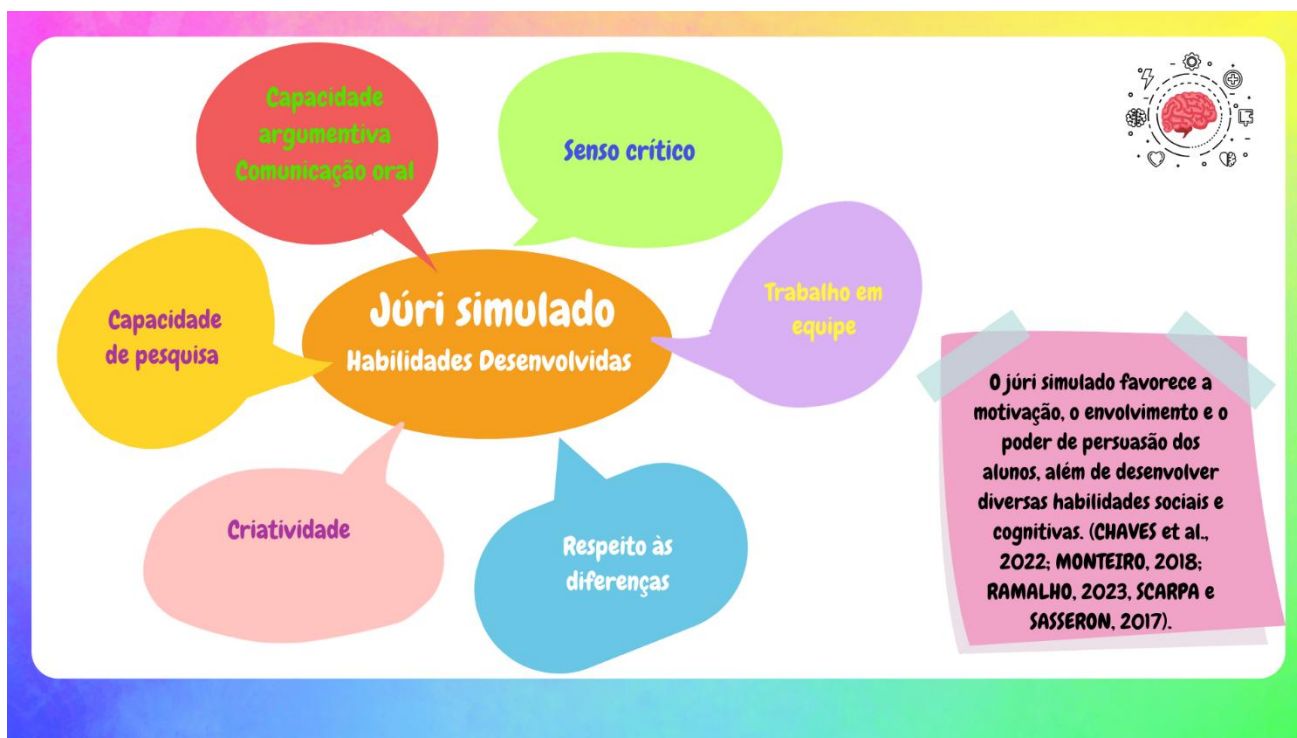 Capacidade
argumentiva
Comunicação oral
Senso crítico
Capacidade
de pesquisa
Júri simulado
Habilidades Desenvolvidas
Trabalho em
equipe
Criatividade
Respeito às
diferenças
O júri simulado favorece a
motivação, o envolvimento e o
poder de persuasão dos
alunos, além de desenvolver
diversas habilidades sociais e
cognitivas. (CHAVES et al.,
2022; MONTEIRO, 2018;
RAMALHO, 2023, SCARPA e
SASSERON, 2017).